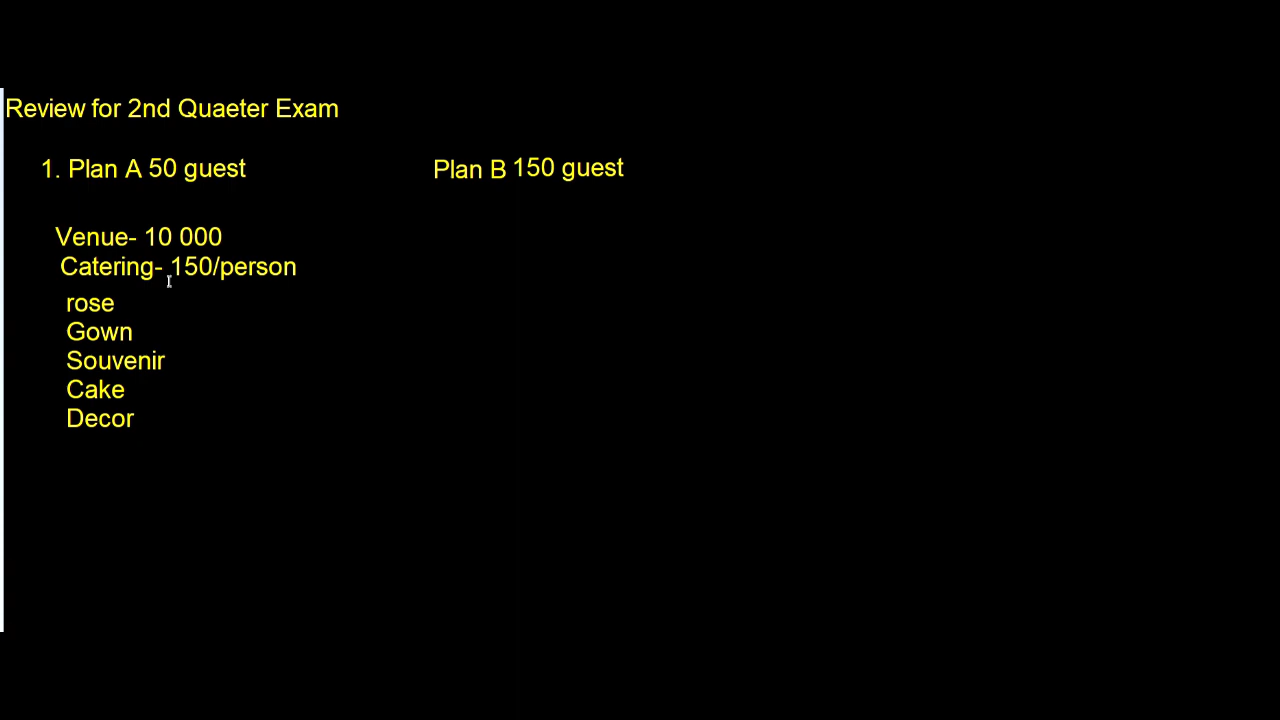 Review for 2nd Quaeter Exam
1. Plan A 50 guest
Plan B 150 guest
Venue- 10 000
Catering- 150/person
rose
Gown
Souvenir
Cake
Decor